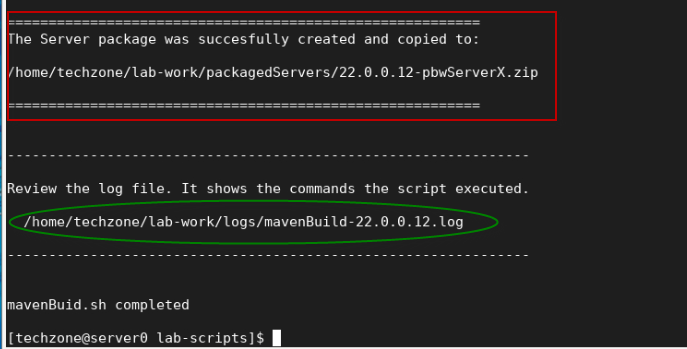 =========================================================
The Server package was succesfully created and copied to:
/home/techzone/lab-work/packagedServers/22.0.0.12-pbwServerX.zip
=========================================================
---------------------------------------------------------------
Review the log file. It shows the commands the script executed.
/home/techzone/lab-work/logs/mavenBuild-22.0.0.12.log
---------------------------------------------------------------
mavenBuid.sh completed
[techzone@server0 lab-scripts]$